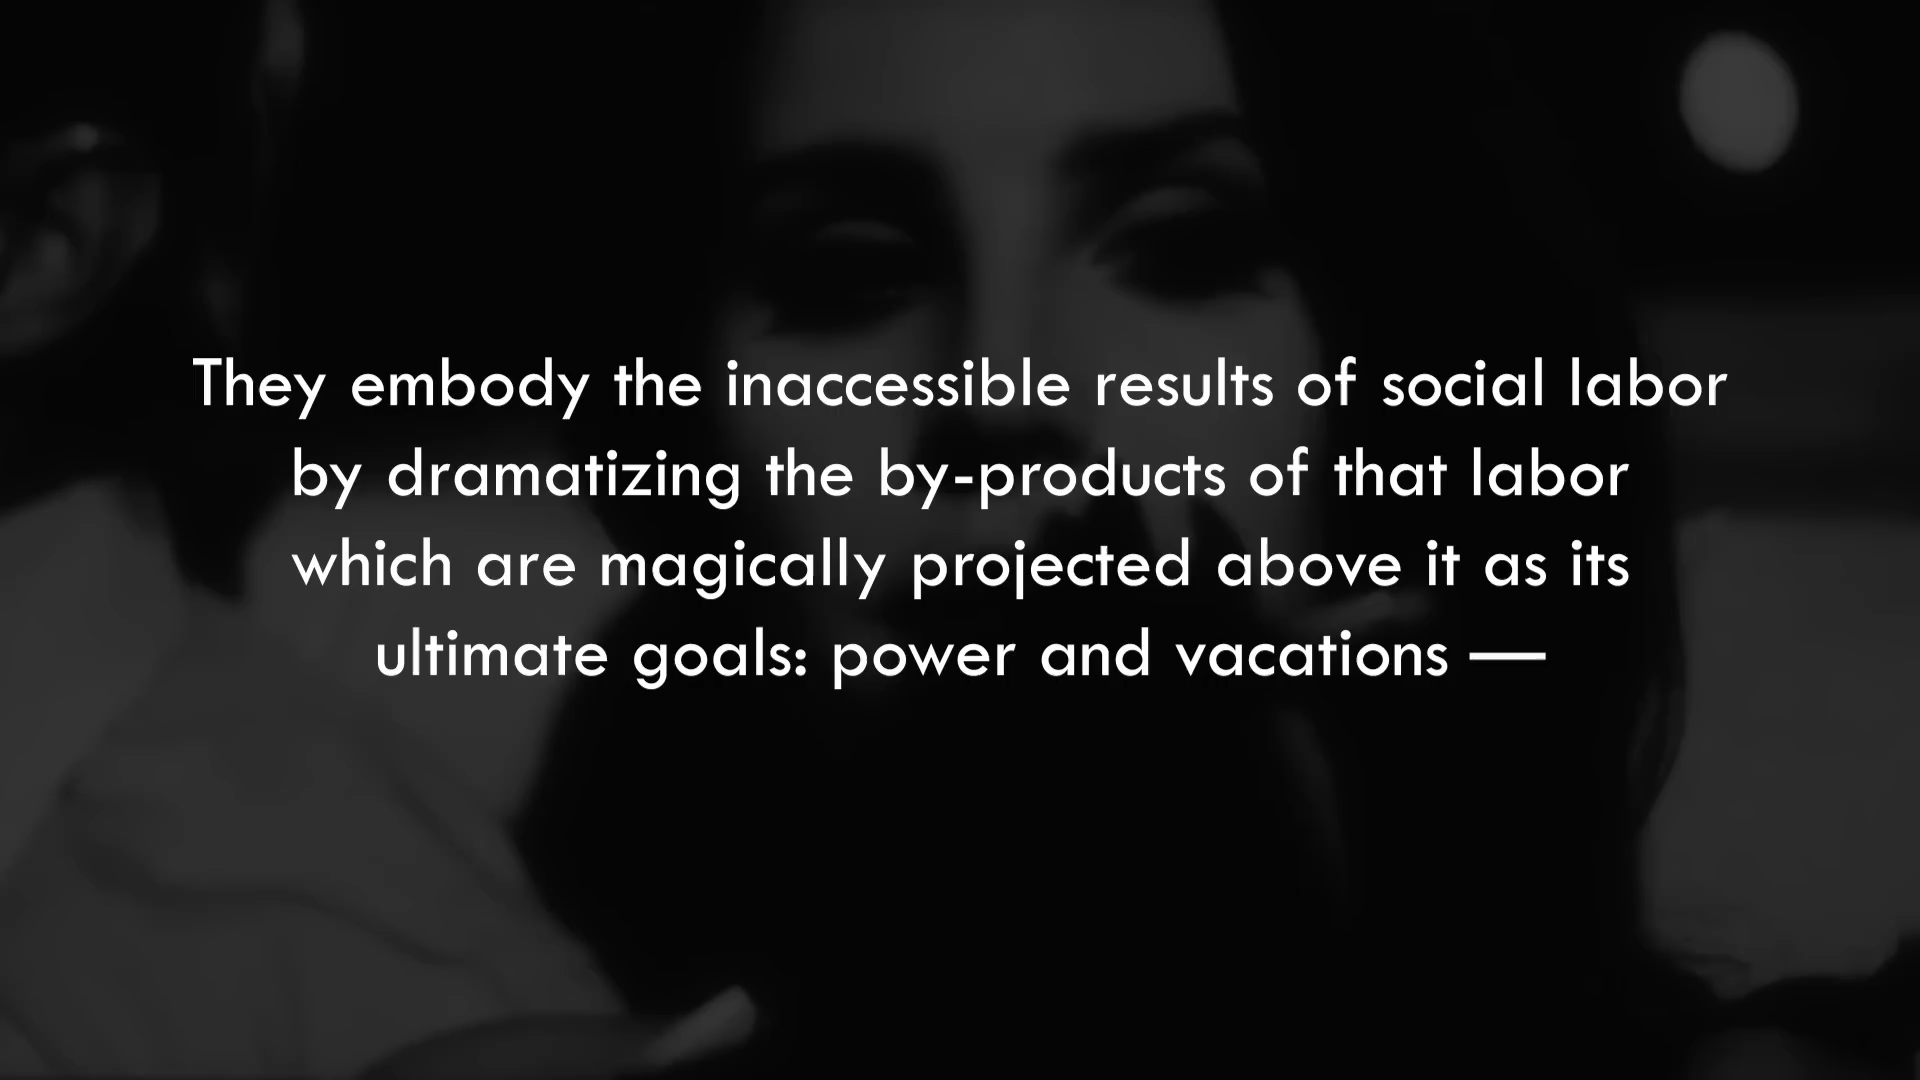 They embody the inaccessible results of social labor
by dramatizing the by-products of that labor
which are magically projected above it as its
ultimate goals: power and vacations —